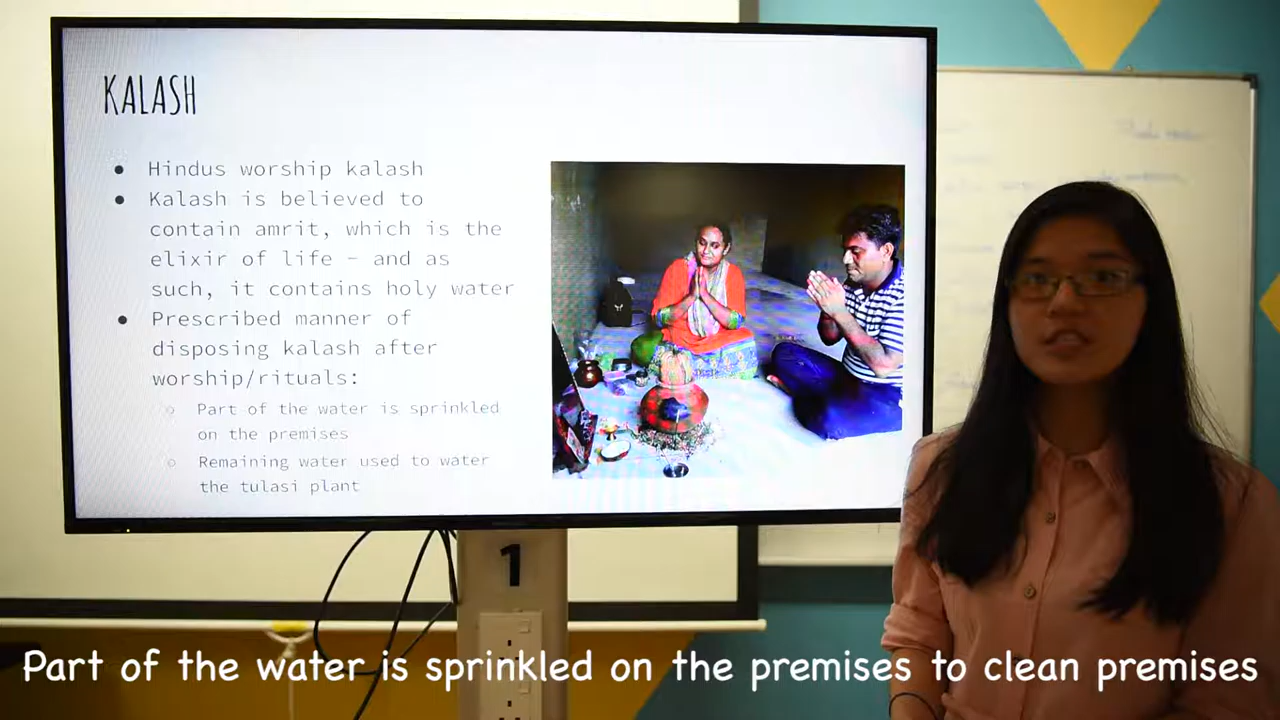 KALASH
● Hindus worship kalash
● Kalash is believed to
contain amrit, which is the
elixir of life – and as
such, it contains holy water
● Prescribed manner of
disposing kalash after
worship/rituals:
○ Part of the water is sprinkled
on the premises
○ Remaining water used to water
the tulasi plant
1
Part of the water is sprinkled on the premises to clean premises